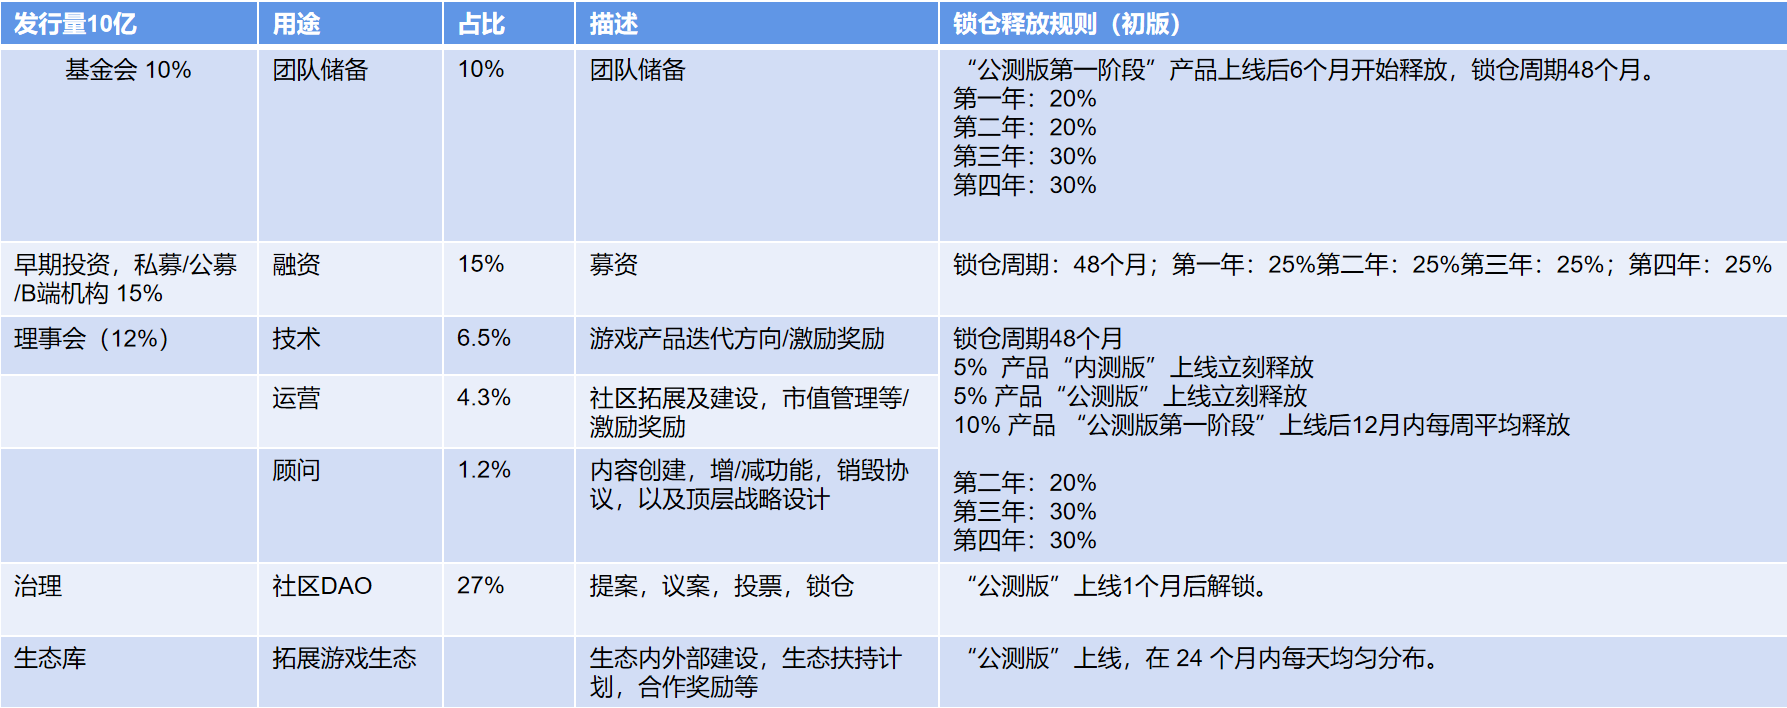 发行量10亿 用途 占比 描述 锁仓释放规则（初版）
基金会 10% 团队储备 10% 团队储备 “公测版第一阶段”产品上线后6个月开始释放，锁仓周期48个月。
第一年：20%
第二年：20%
第三年：30%
第四年：30%
早期投资，私募/公募 融资 15% 募资 锁仓周期：48个月；第一年：25%第二年：25%第三年：25%；第四年：25%
/B端机构 15%
理事会（12%） 技术 6.5% 游戏产品迭代方向/激励奖励 锁仓周期48个月
5% 产品“内测版”上线立刻释放
运营 4.3% 社区拓展及建设，市值管理等/ 5% 产品“公测版”上线立刻释放
激励奖励 10% 产品 “公测版第一阶段”上线后12月内每周平均释放
顾问 1.2% 内容创建，增/减功能，销毁协 第二年：20%
议，以及顶层战略设计 第三年：30%
第四年：30%
治理 社区DAO 27% 提案，议案，投票，锁仓 “公测版”上线1个月后解锁。
生态库 拓展游戏生态 生态内外部建设，生态扶持计 “公测版”上线，在 24 个月内每天均匀分布。
划，合作奖励等